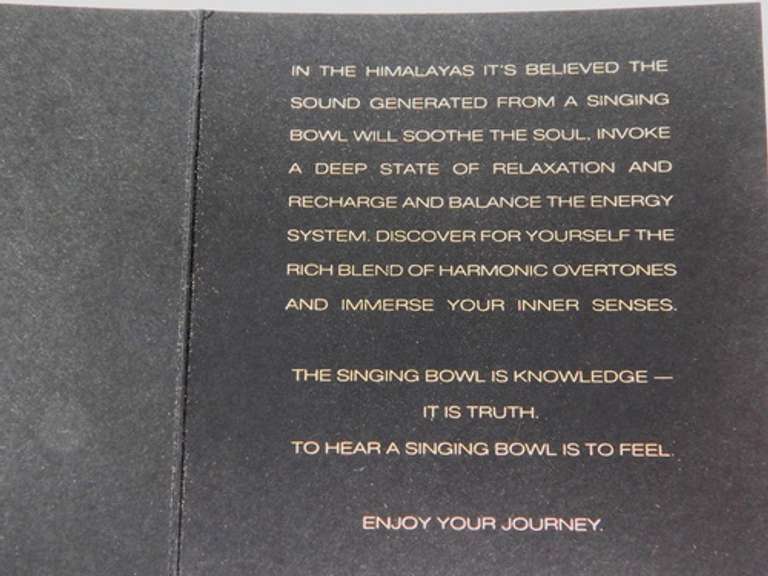 IN THE HIMALAYAS IT'S BELIEVED THE
SOUND GENERATED FROM A SINGING
BOWL WILL SOOTHE THE SOUL, INVOKE
A DEEP STATE OF RELAXATION AND
RECHARGE AND BALANCE THE ENERGY
SYSTEM. DISCOVER FOR YOURSELF THE
RICH BLEND OF HARMONIC OVERTONES
AND IMMERSE YOUR INNER SENSES.
THE SINGING BOWL IS KNOWLEDGE —
IT IS TRUTH.
TO HEAR A SINGING BOWL IS TO FEEL.
ENJOY YOUR JOURNEY.